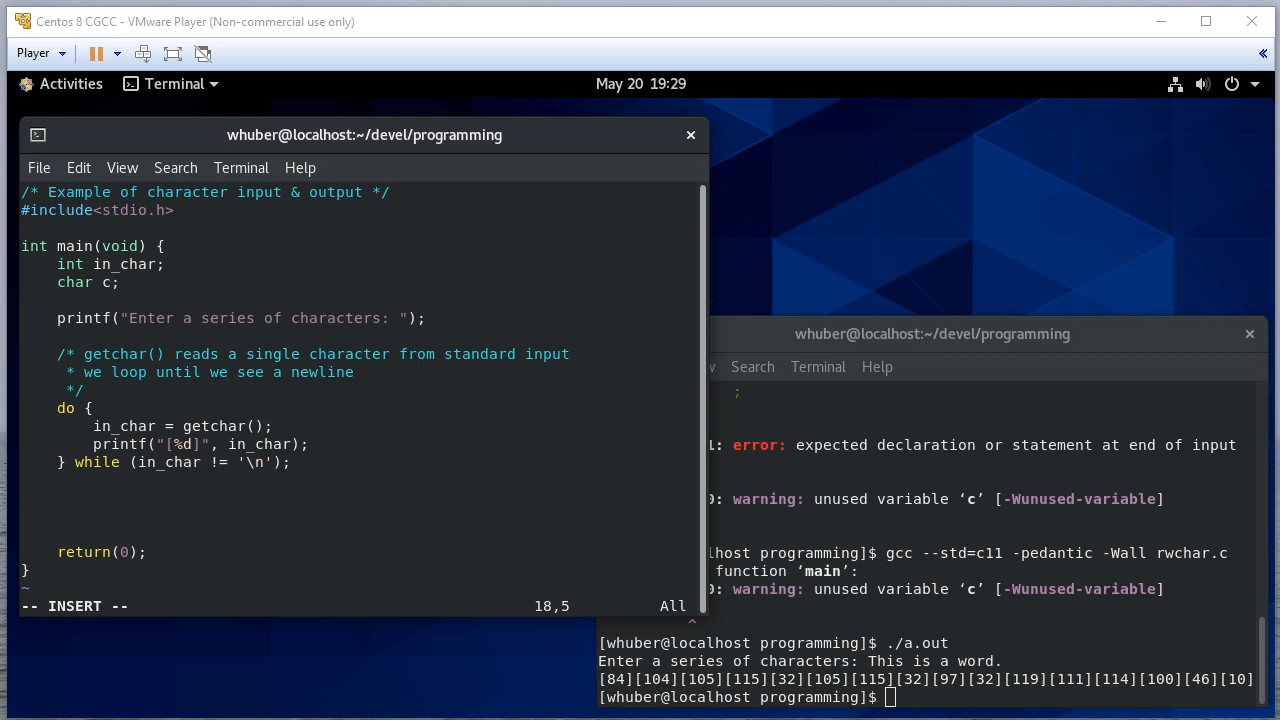 Centos 8 CGCC - VMware Player (Non-commercial use only)
Player
Activities Terminal May 20 19:29
whuber@localhost:~/devel/programming
File Edit View Search Terminal Help
/* Example of character input & output */
#include<stdio.h>
int main(void) {
int in_char;
char c;
printf("Enter a series of characters: ");
/* getchar() reads a single character from standard input
* we loop until we see a newline
*/
do {
in_char = getchar();
printf("[%d]", in_char);
} while (in_char != '\n');
return(0);
}
~
-- INSERT -- 18,5 All
whuber@localhost:~/devel/programming
w Search Terminal Help
;
1: error: expected declaration or statement at end of input
0: warning: unused variable ‘c’ [-Wunused-variable]
lhost programming]$ gcc --std=c11 -pedantic -Wall rwchar.c
function ‘main’:
0: warning: unused variable ‘c’ [-Wunused-variable]
^
[whuber@localhost programming]$ ./a.out
Enter a series of characters: This is a word.
[84][104][105][115][32][105][115][32][97][32][119][111][114][100][46][10]
[whuber@localhost programming]$